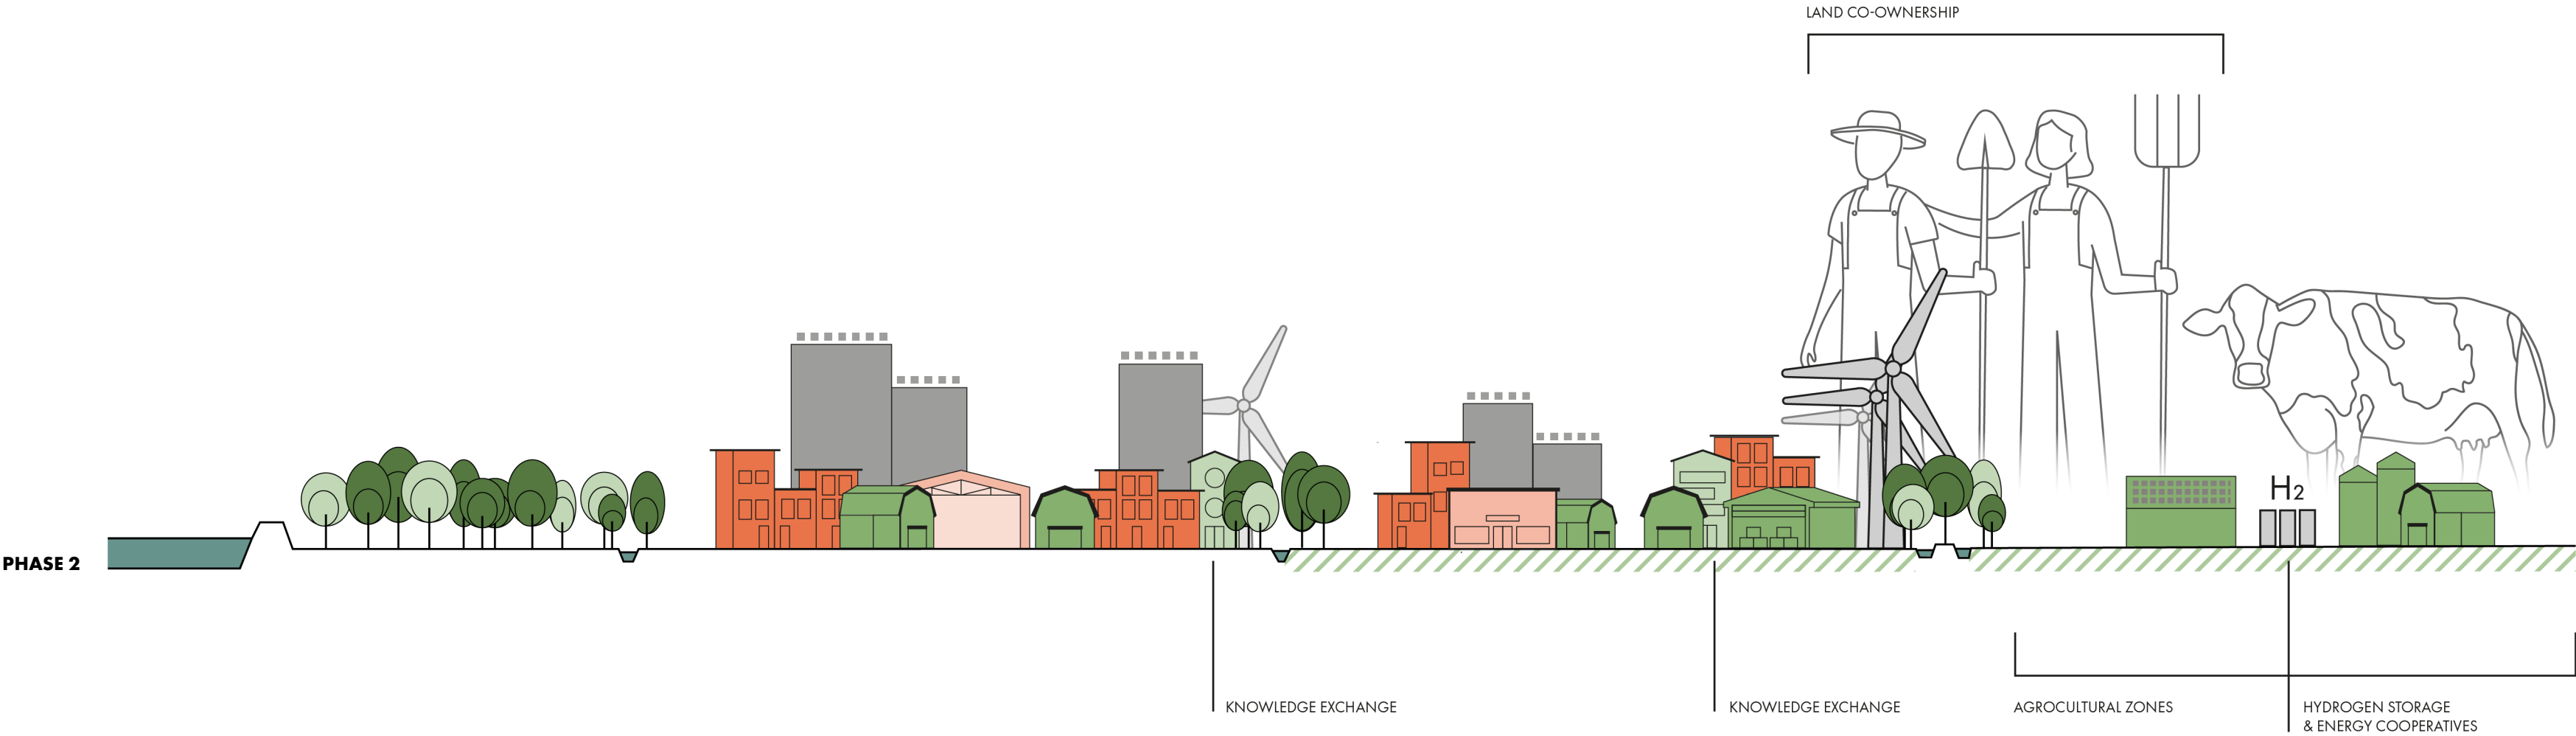 LAND CO-OWNERSHIP
H2
PHASE 2
KNOWLEDGE EXCHANGE
KNOWLEDGE EXCHANGE
AGROCULTURAL ZONES
HYDROGEN STORAGE
& ENERGY COOPERATIVES